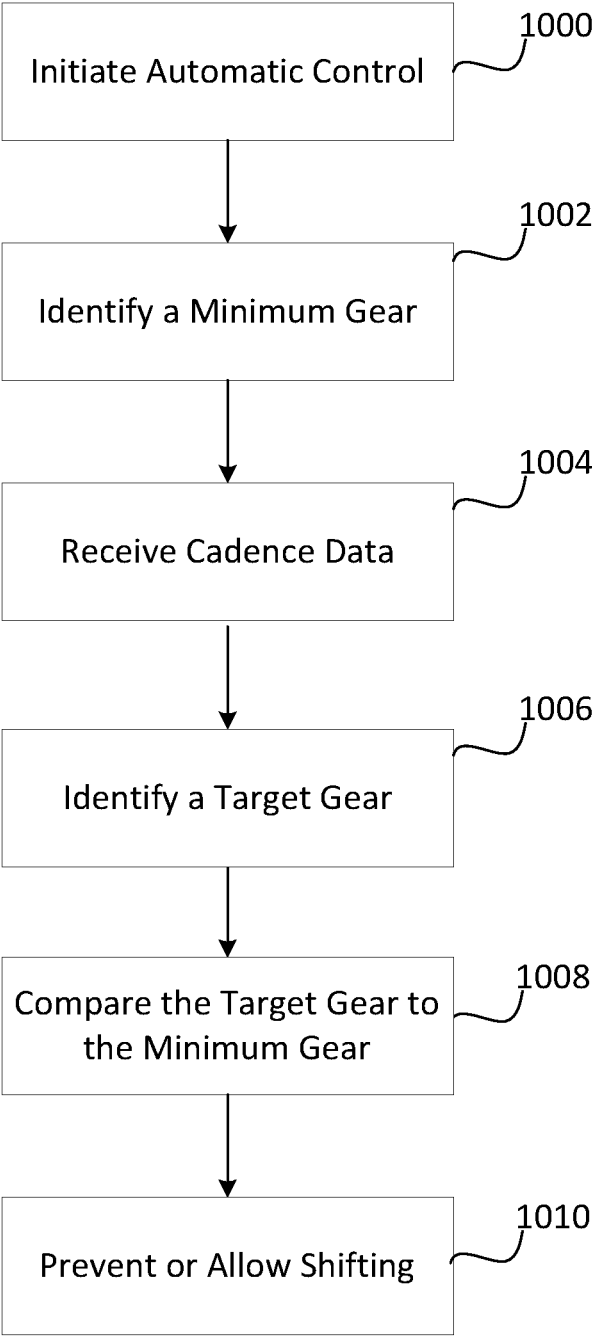 1000
Initiate Automatic Control
1002
Identify a Minimum Gear
1004
Receive Cadence Data
1006
Identify a Target Gear
1008
Compare the Target Gear to
the Minimum Gear
1010
Prevent or Allow Shifting